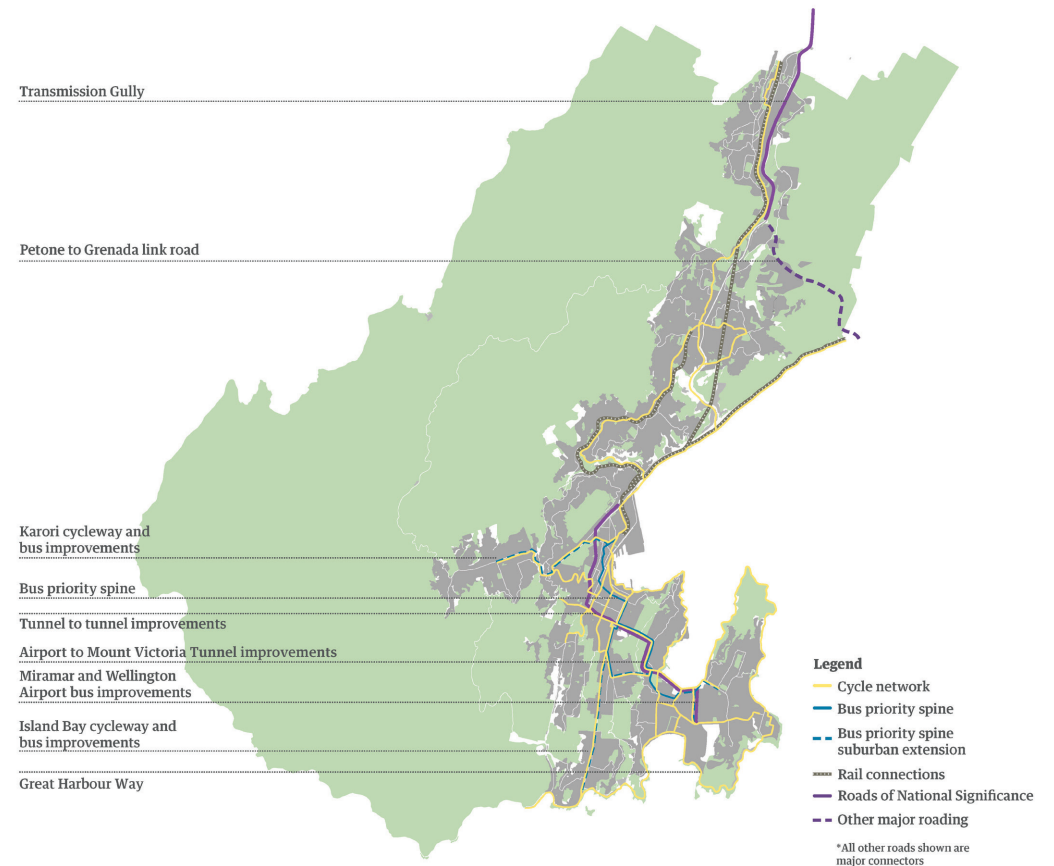 Transmission Gully
Petone to Grenada link road
Karori cycleway and
bus improvements
Bus priority spine
Tunnel to tunnel improvements
Airport to Mount Victoria Tunnel improvements
Miramar and Wellington
Airport bus improvements
Island Bay cycleway and
bus improvements
Great Harbour Way
Legend
Cycle network
Bus priority spine
Bus priority spine
suburban extension
Rail connections
Roads of National Significance
Other major roading
*All other roads shown are
major connectors